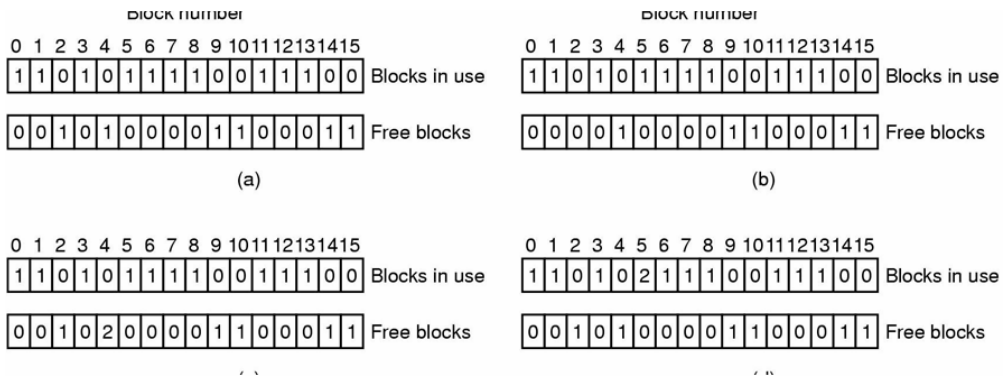 Block number
0 1 2 3 4 5 6 7 8 9 10 11 12 13 14 15
1 1 0 1 0 1 1 1 1 0 0 1 1 1 0 0 Blocks in use
0 0 1 0 1 0 0 0 0 1 1 0 0 0 1 1 Free blocks
(a)
Block number
0 1 2 3 4 5 6 7 8 9 10 11 12 13 14 15
1 1 0 1 0 1 1 1 1 0 0 1 1 1 0 0 Blocks in use
0 0 0 0 1 0 0 0 0 1 1 0 0 0 1 1 Free blocks
(b)
0 1 2 3 4 5 6 7 8 9 10 11 12 13 14 15
1 1 0 1 0 1 1 1 1 0 0 1 1 1 0 0 Blocks in use
0 0 1 0 2 0 0 0 0 1 1 0 0 0 1 1 Free blocks
0 1 2 3 4 5 6 7 8 9 10 11 12 13 14 15
1 1 0 1 0 2 1 1 1 0 0 1 1 1 0 0 Blocks in use
0 0 1 0 1 0 0 0 0 1 1 0 0 0 1 1 Free blocks